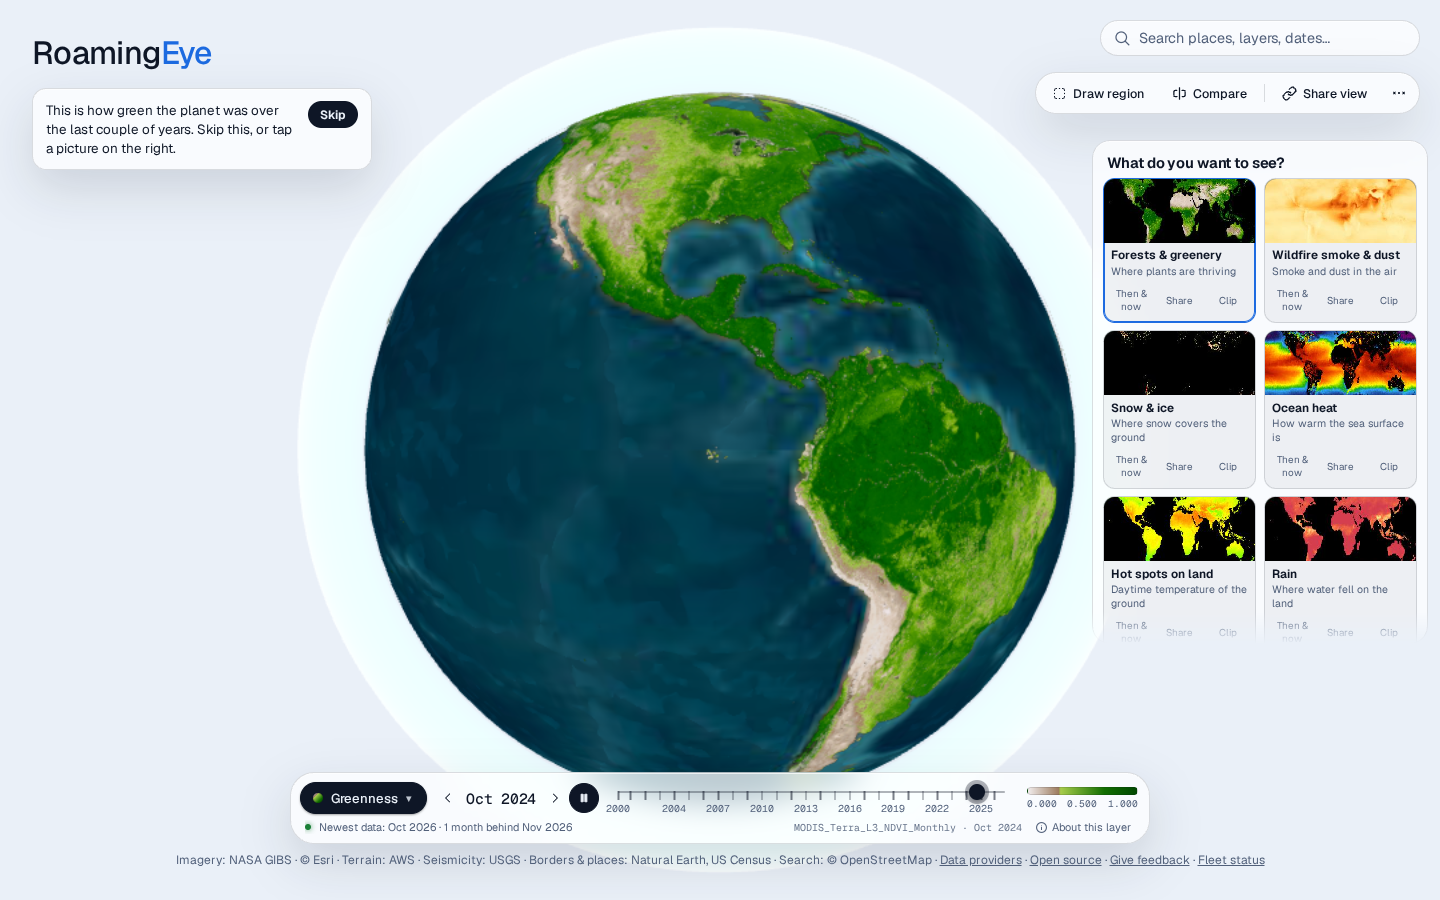 RoamingEye
This is how green the planet was over
the last couple of years. Skip this, or tap
a picture on the right.
Skip
Search places, layers, dates...
Draw region
Compare
Share view
What do you want to see?
Forests & greenery
Where plants are thriving
Then &
now
Share
Clip
Wildfire smoke & dust
Smoke and dust in the air
Then &
now
Share
Clip
Snow & ice
Where snow covers the
ground
Then &
now
Share
Clip
Ocean heat
How warm the sea surface
is
Then &
now
Share
Clip
Hot spots on land
Daytime temperature of the
ground
Then &
now
Share
Clip
Rain
Where water fell on the
land
Then &
now
Share
Clip
Greenness
Oct 2024
2000 2004 2007 2010 2013 2016 2019 2022 2025
0.000 0.500 1.000
Newest data: Oct 2026 · 1 month behind Nov 2026
MODIS_Terra_L3_NDVI_Monthly · Oct 2024
About this layer
Imagery: NASA GIBS · © Esri · Terrain: AWS · Seismicity: USGS · Borders & places: Natural Earth, US Census · Search: © OpenStreetMap · Data providers · Open source · Give feedback · Fleet status